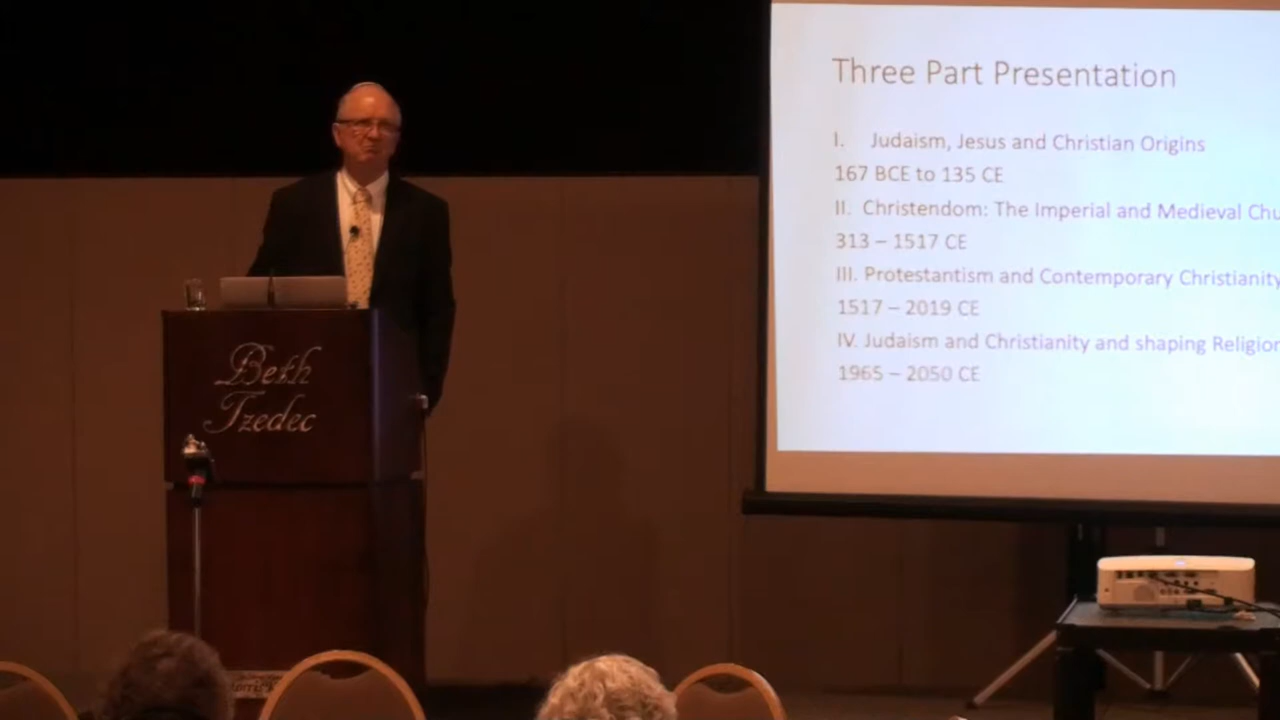 Three Part Presentation
I. Judaism, Jesus and Christian Origins
167 BCE to 135 CE
II. Christendom: The Imperial and Medieval Chu
313 – 1517 CE
III. Protestantism and Contemporary Christianity
1517 – 2019 CE
IV. Judaism and Christianity and shaping Religion
1965 – 2050 CE
Beth
Tzedec